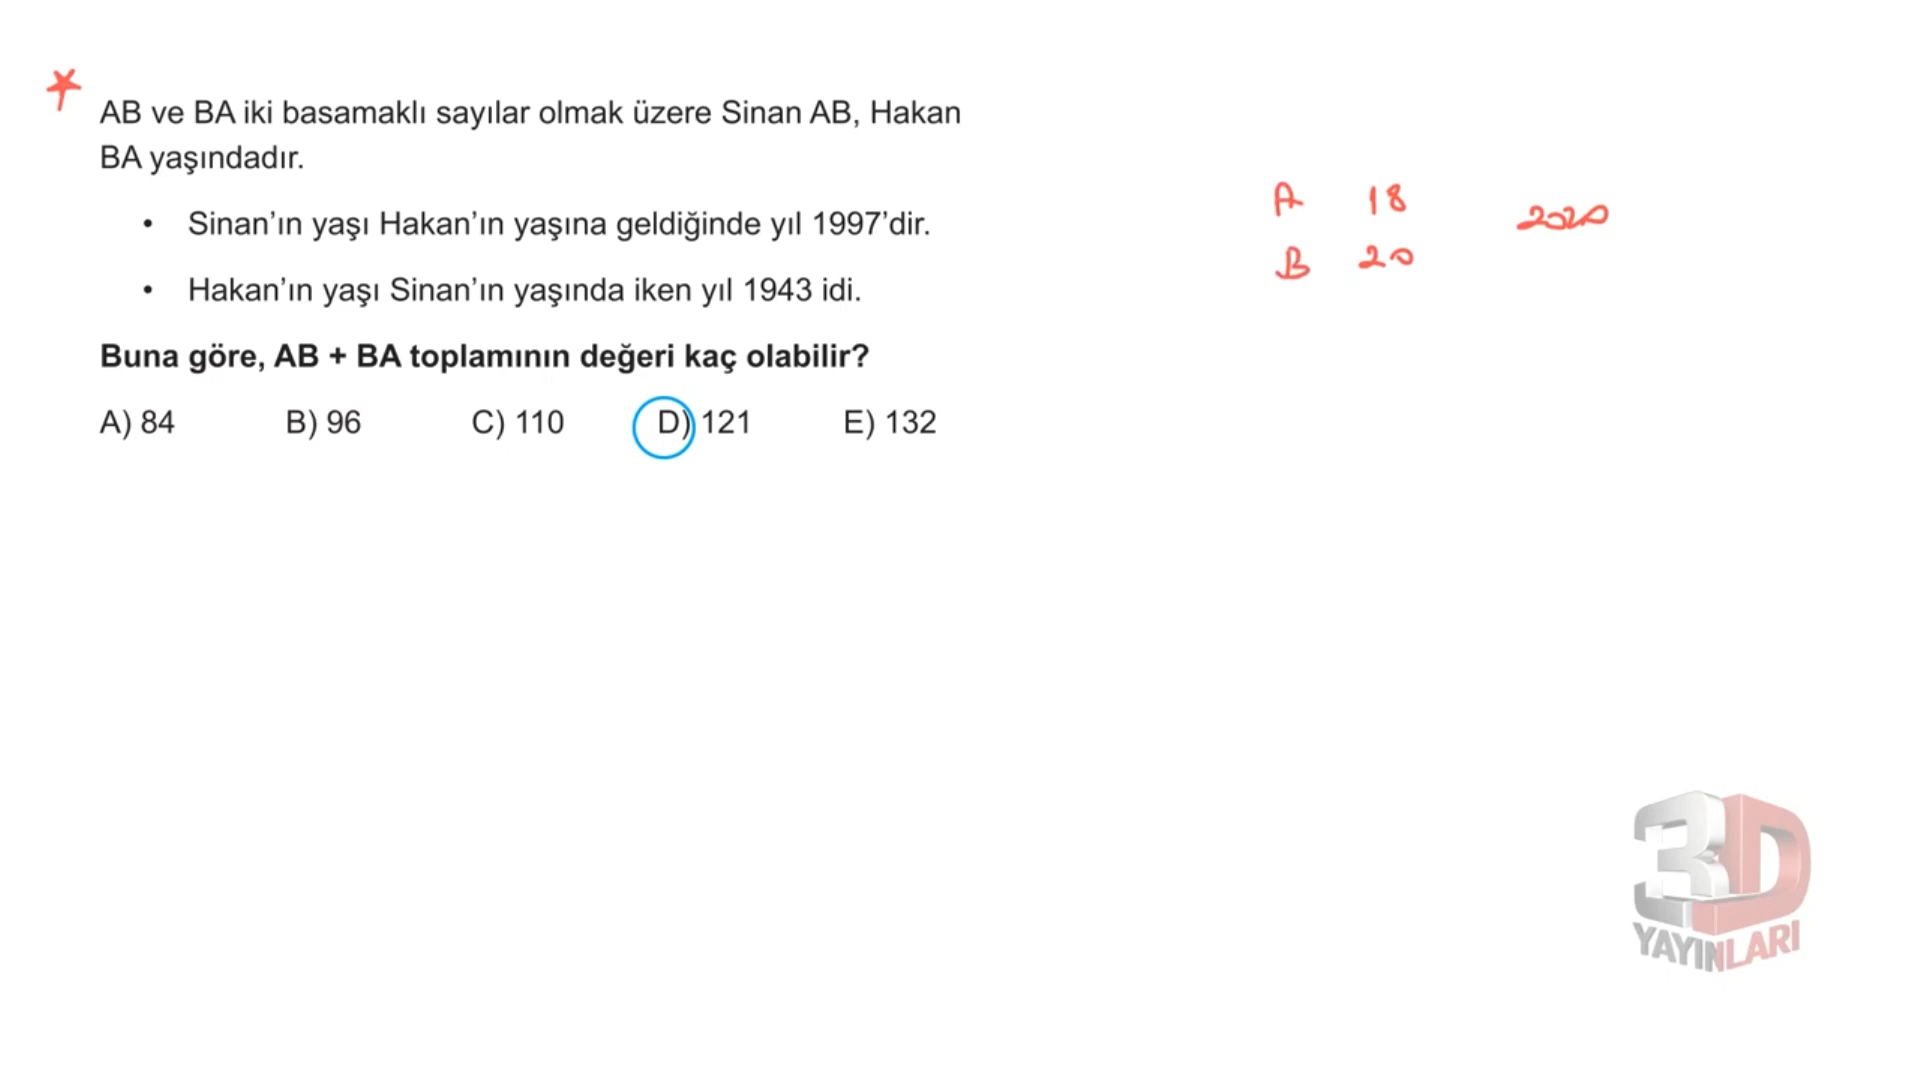 AB ve BA iki basamaklı sayılar olmak üzere Sinan AB, Hakan
BA yaşındadır.
• Sinan’ın yaşı Hakan’ın yaşına geldiğinde yıl 1997’dir.
• Hakan’ın yaşı Sinan’ın yaşında iken yıl 1943 idi.
Buna göre, AB + BA toplamının değeri kaç olabilir?
A) 84 B) 96 C) 110 D) 121 E) 132
A 18
B 20
2020
3D
YAYINLARI